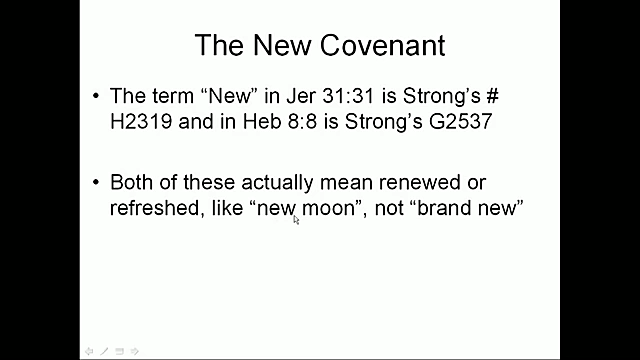 The New Covenant
• The term “New” in Jer 31:31 is Strong’s #
H2319 and in Heb 8:8 is Strong’s G2537
• Both of these actually mean renewed or
refreshed, like “new moon”, not “brand new”